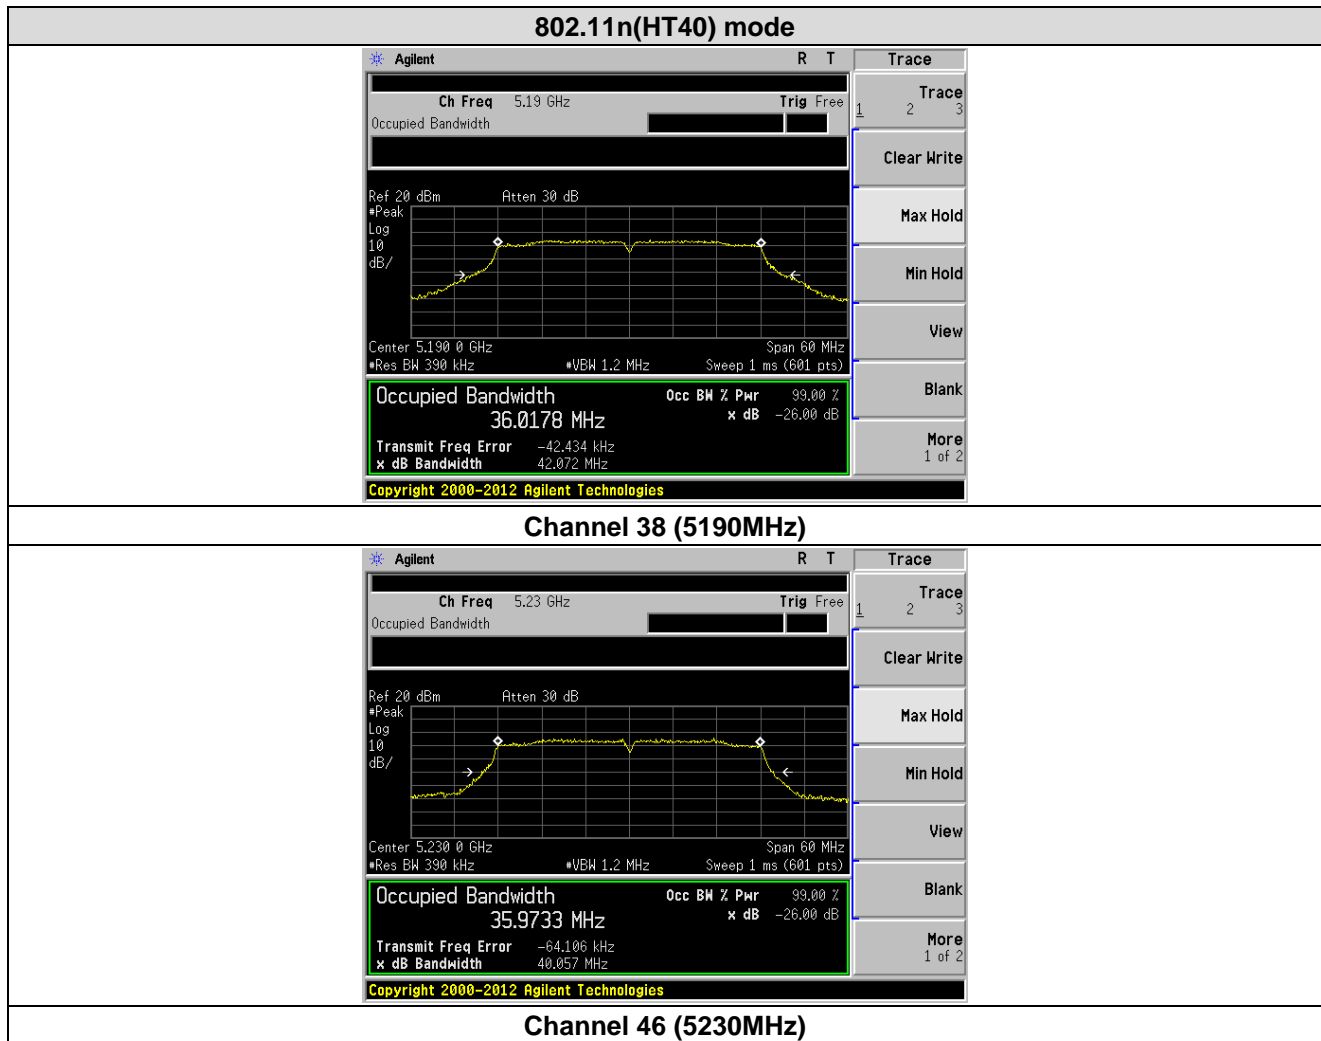 802.11n(HT40) mode
Agilent R T Trace
Ch Freq 5.19 GHz Trig Free
Occupied Bandwidth
Trace
1 2 3
Clear Write
Max Hold
Min Hold
View
Blank
More
1 of 2
Ref 20 dBm Atten 30 dB
#Peak
Log
10
dB/
Center 5.190 0 GHz Span 60 MHz
#Res BW 390 kHz #VBW 1.2 MHz Sweep 1 ms (601 pts)
Occupied Bandwidth Occ BW % Pwr 99.00 %
36.0178 MHz x dB -26.00 dB
Transmit Freq Error -42.434 kHz
x dB Bandwidth 42.072 MHz
Copyright 2000-2012 Agilent Technologies
Channel 38 (5190MHz)
Agilent R T Trace
Ch Freq 5.23 GHz Trig Free
Occupied Bandwidth
Trace
1 2 3
Clear Write
Max Hold
Min Hold
View
Blank
More
1 of 2
Ref 20 dBm Atten 30 dB
#Peak
Log
10
dB/
Center 5.230 0 GHz Span 60 MHz
#Res BW 390 kHz #VBW 1.2 MHz Sweep 1 ms (601 pts)
Occupied Bandwidth Occ BW % Pwr 99.00 %
35.9733 MHz x dB -26.00 dB
Transmit Freq Error -64.106 kHz
x dB Bandwidth 40.057 MHz
Copyright 2000-2012 Agilent Technologies
Channel 46 (5230MHz)